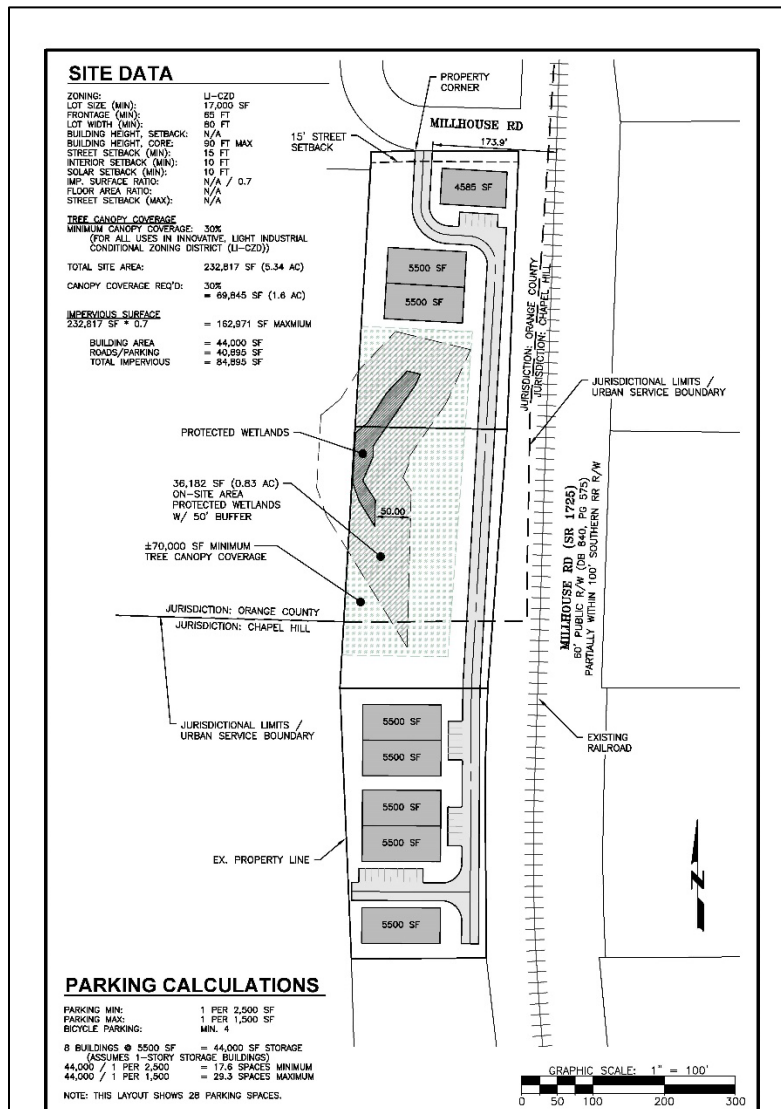 SITE DATA
ZONING: LI-CZD
LOT SIZE (MIN): 17,000 SF
FRONTAGE (MIN): 65 FT
LOT WIDTH (MIN): 80 FT
BUILDING HEIGHT, SETBACK: N/A
BUILDING HEIGHT, CORE: 90 FT MAX
STREET SETBACK (MIN): 15 FT
INTERIOR SETBACK (MIN): 10 FT
SOLAR SETBACK (MIN): 10 FT
IMP. SURFACE RATIO: N/A / 0.7
FLOOR AREA RATIO: N/A
STREET SETBACK (MAX): N/A
TREE CANOPY COVERAGE
MINIMUM CANOPY COVERAGE: 30%
(FOR ALL USES IN INNOVATIVE, LIGHT INDUSTRIAL
CONDITIONAL ZONING DISTRICT (LI-CZD))
TOTAL SITE AREA: 232,817 SF (5.34 AC)
CANOPY COVERAGE REQ'D: 30%
= 69,845 SF (1.6 AC)
IMPERVIOUS SURFACE
232,817 SF * 0.7 = 162,971 SF MAXMIUM
BUILDING AREA = 44,000 SF
ROADS/PARKING = 40,895 SF
TOTAL IMPERVIOUS = 84,895 SF
PROPERTY
CORNER
MILLHOUSE RD
173.9'
15' STREET
SETBACK
4585 SF
5500 SF
5500 SF
JURISDICTION: ORANGE COUNTY
JURISDICTION: CHAPEL HILL
JURISDICTIONAL LIMITS /
URBAN SERVICE BOUNDARY
PROTECTED WETLANDS
36,182 SF (0.83 AC)
ON-SITE AREA
PROTECTED WETLANDS
W/ 50' BUFFER
50.00
±70,000 SF MINIMUM
TREE CANOPY COVERAGE
MILLHOUSE RD (SR 1725)
60' PUBLIC R/W (DB 840, PG 575)
PARTIALLY WITHIN 100' SOUTHERN RR R/W
JURISDICTION: ORANGE COUNTY
JURISDICTION: CHAPEL HILL
JURISDICTIONAL LIMITS /
URBAN SERVICE BOUNDARY
5500 SF
5500 SF
EXISTING
RAILROAD
5500 SF
5500 SF
EX. PROPERTY LINE
5500 SF
N
PARKING CALCULATIONS
PARKING MIN: 1 PER 2,500 SF
PARKING MAX: 1 PER 1,500 SF
BICYCLE PARKING: MIN. 4
8 BUILDINGS @ 5500 SF = 44,000 SF STORAGE
(ASSUMES 1-STORY STORAGE BUILDINGS)
44,000 / 1 PER 2,500 = 17.6 SPACES MINIMUM
44,000 / 1 PER 1,500 = 29.3 SPACES MAXIMUM
NOTE: THIS LAYOUT SHOWS 28 PARKING SPACES.
GRAPHIC SCALE: 1" = 100'
0 50 100 200 300